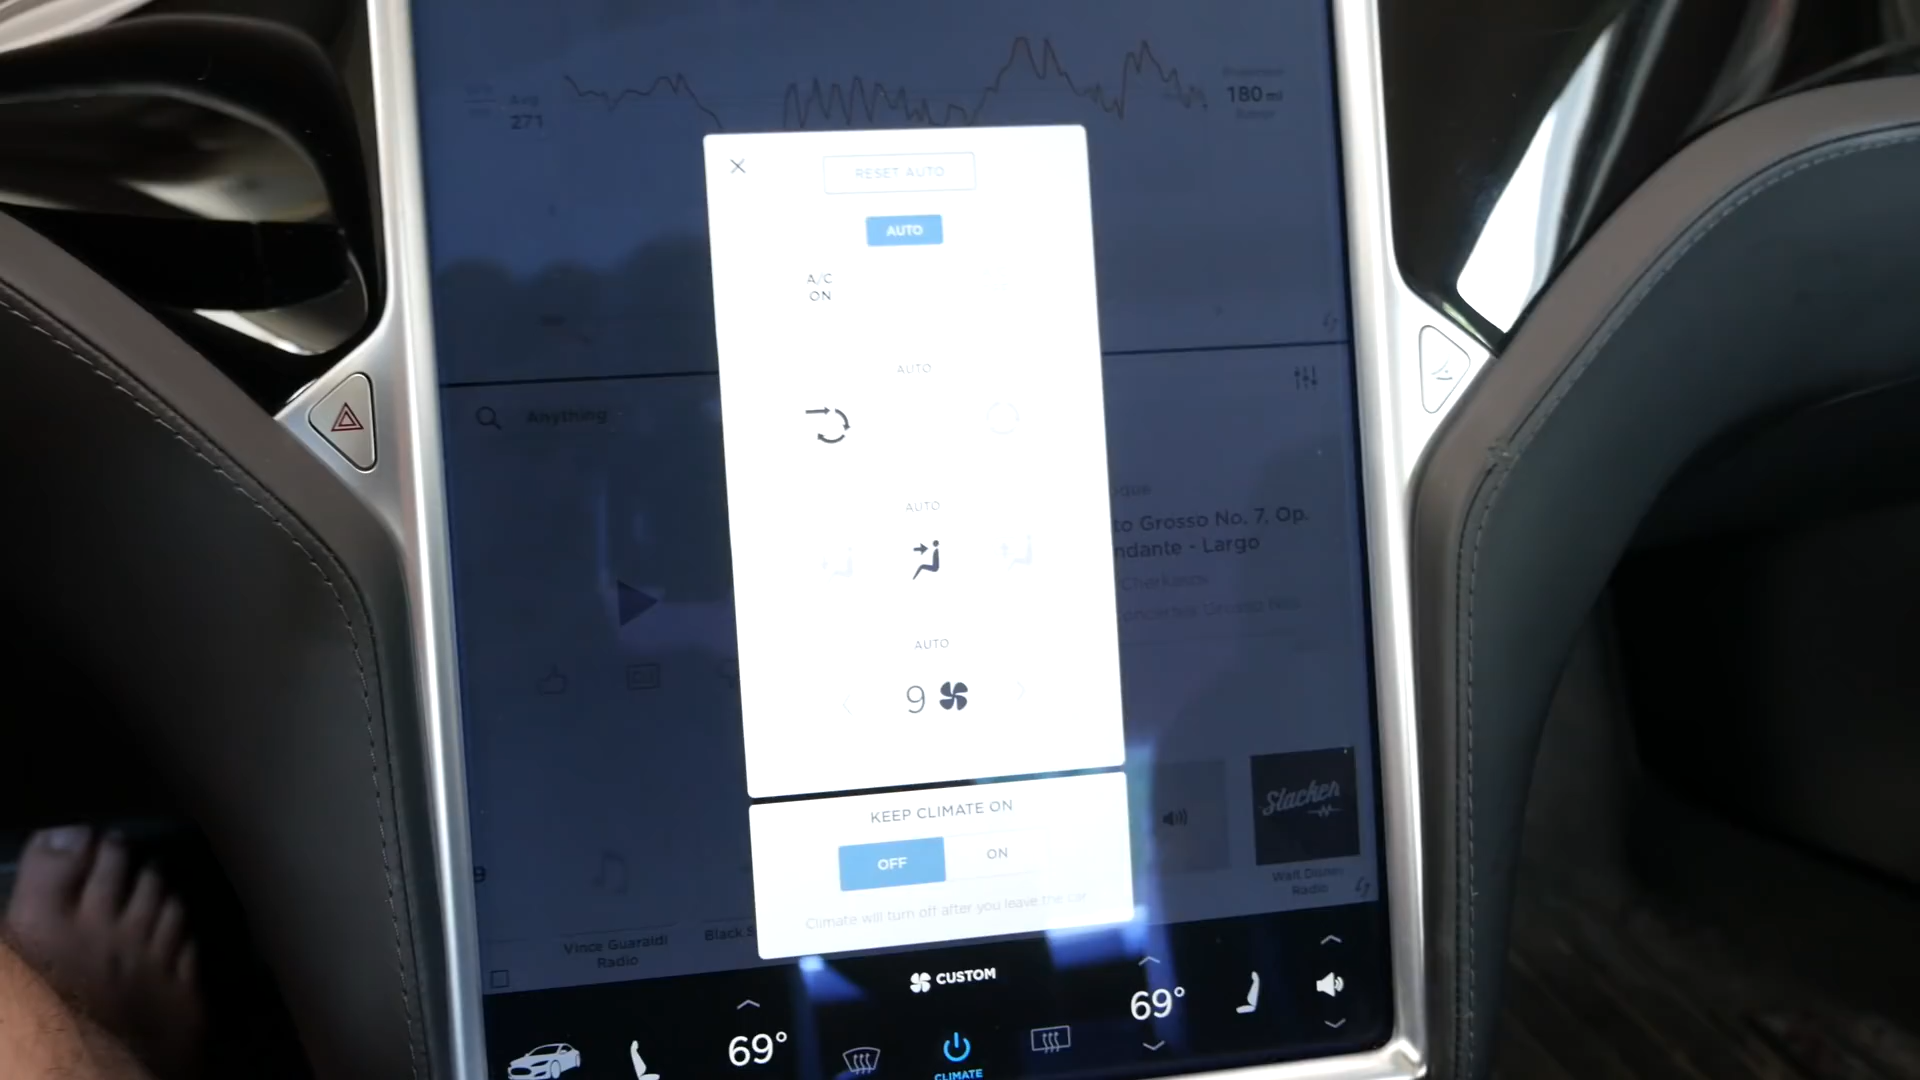 Avg
271
180 mi
RESET AUTO
AUTO
A/C
ON
AUTO
Anything
AUTO
to Grosso No. 7, Op.
ndante - Largo
AUTO
9
KEEP CLIMATE ON
OFF
ON
Climate will turn off after you leave the car
Slacker
Walt Disney
Radio
Vince Guaraldi
Radio
Black S
9
CUSTOM
69°
69°
CLIMATE